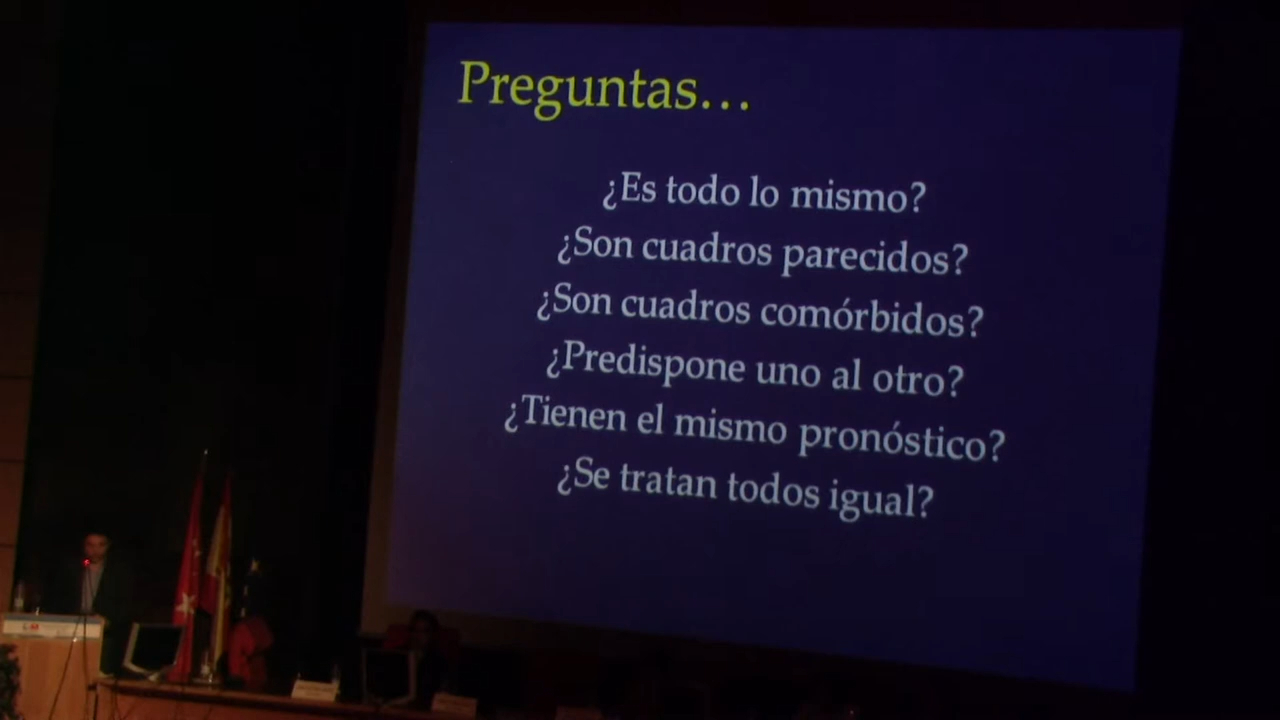 Preguntas...
¿Es todo lo mismo?
¿Son cuadros parecidos?
¿Son cuadros comórbidos?
¿Predispone uno al otro?
¿Tienen el mismo pronóstico?
¿Se tratan todos igual?